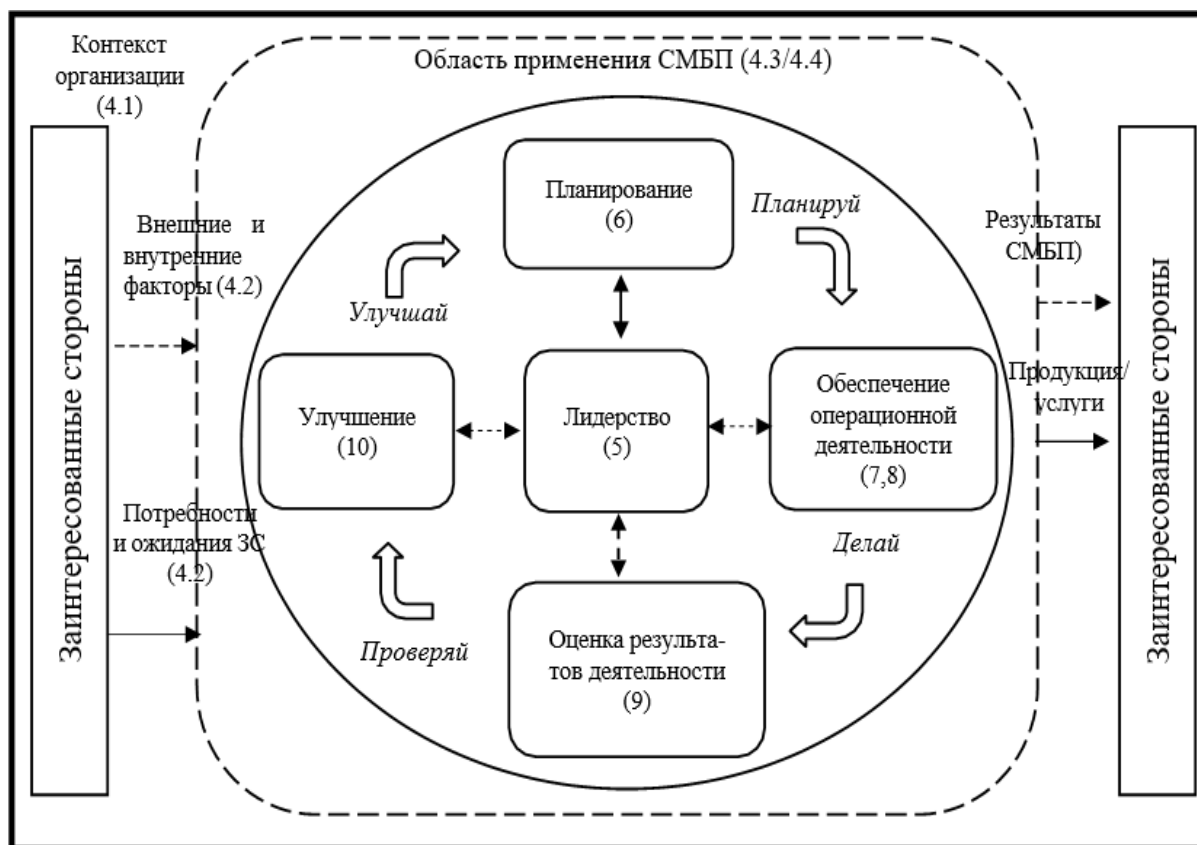 Контекст
организации
(4.1)
Область применения СМБП (4.3/4.4)
Заинтересованные стороны
Внешние и
внутренние
факторы (4.2)
Потребности
и ожидания ЗС
(4.2)
Планирование
(6)
Планируй
Улучшай
Улучшение
(10)
Лидерство
(5)
Обеспечение
операционной
деятельности
(7,8)
Делай
Проверяй
Оценка результа-
тов деятельности
(9)
Результаты
СМБП)
Продукция/
услуги
Заинтересованные стороны